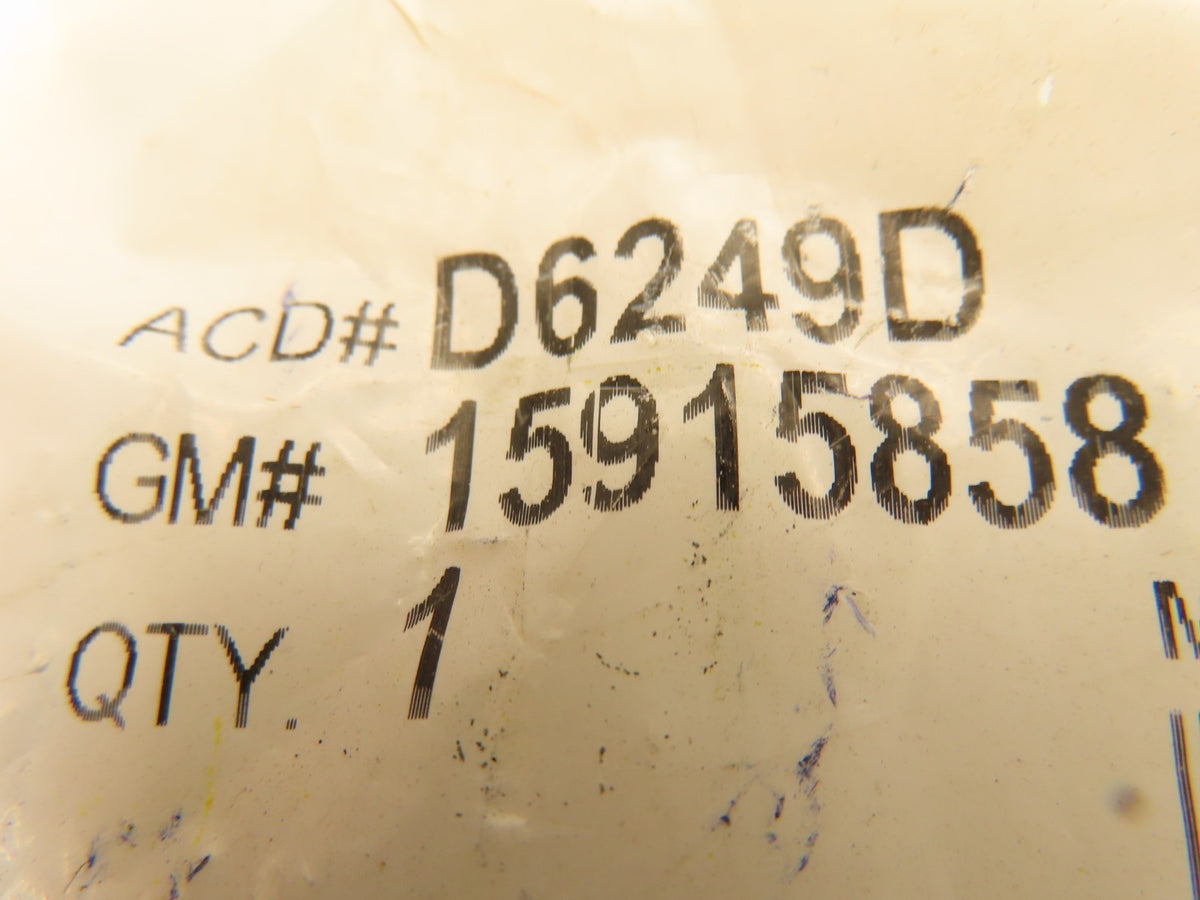 ACD# D6249D
GM# 15915858
QTY. 1